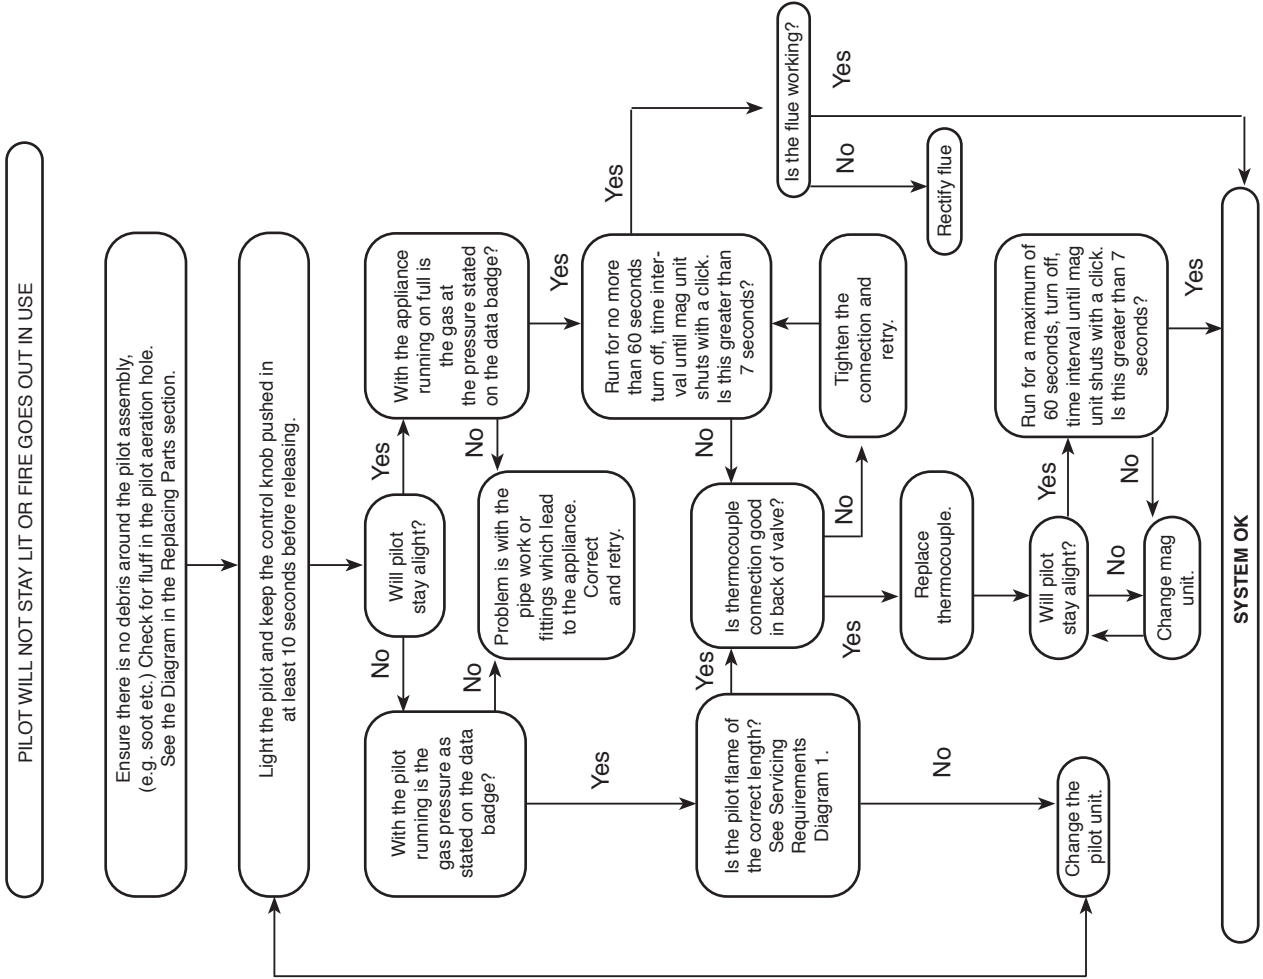 PILOT WILL NOT STAY LIT OR FIRE GOES OUT IN USE
Ensure there is no debris around the pilot assembly,
(e.g. soot etc.) Check for fluff in the pilot aeration hole.
See the Diagram in the Replacing Parts section.
Light the pilot and keep the control knob pushed in
at least 10 seconds before releasing.
Will pilot
stay alight?
No
Yes
With the pilot
running is the
gas pressure as
stated on the data
badge?
No
Yes
With the appliance
running on full is
the gas at
the pressure stated
on the data badge?
No
Yes
Problem is with the
pipe work or
fittings which lead
to the appliance.
Correct
and retry.
Is the pilot flame of
the correct length?
See Servicing
Requirements
Diagram 1.
Yes
No
Is thermocouple
connection good
in back of valve?
No
Yes
Run for no more
than 60 seconds
turn off, time inter-
val until mag unit
shuts with a click.
Is this greater than
7 seconds?
No
Yes
Is the flue working?
No
Yes
Rectify flue
Tighten the
connection and
retry.
Replace
thermocouple.
Will pilot
stay alight?
Yes
No
Change mag
unit.
Run for a maximum of
60 seconds, turn off,
time interval until mag
unit shuts with a click.
Is this greater than 7
seconds?
No
Yes
Change the
pilot unit.
SYSTEM OK